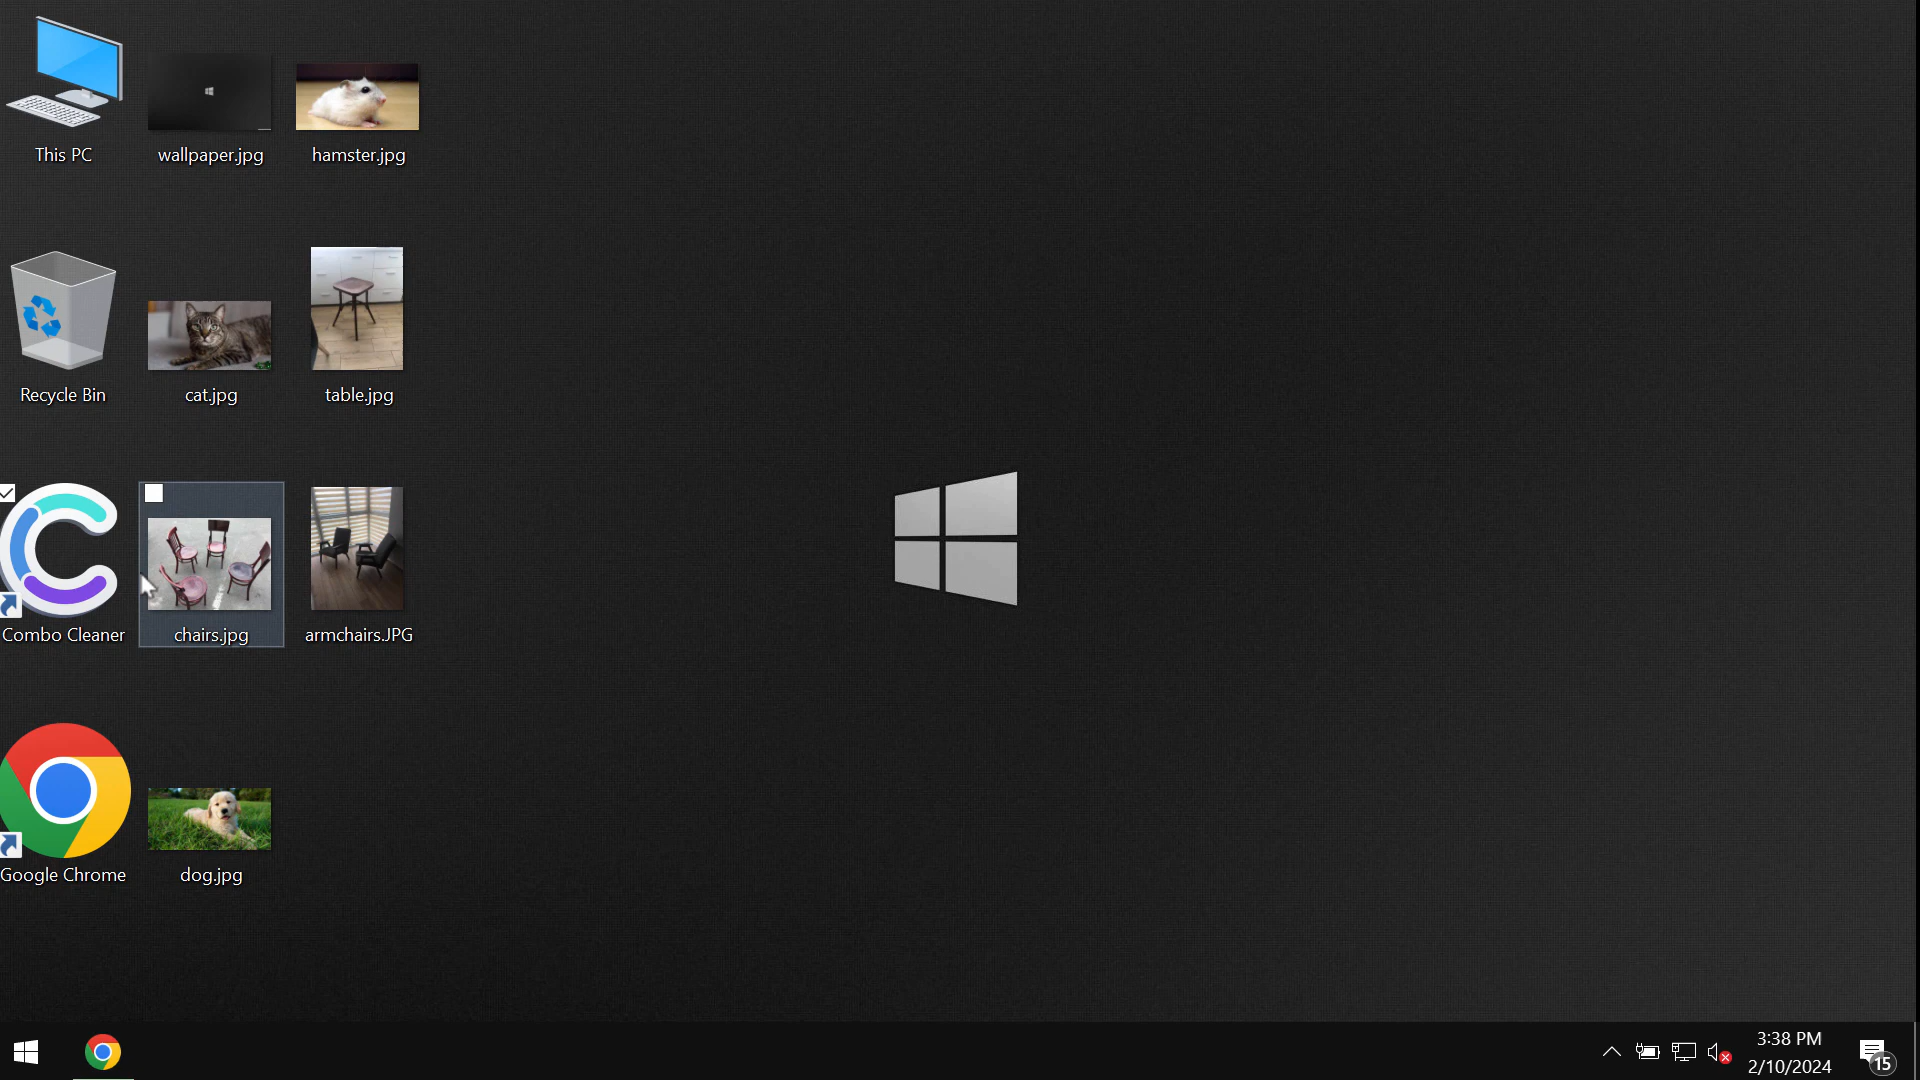 This PC
wallpaper.jpg
hamster.jpg
Recycle Bin
cat.jpg
table.jpg
Combo Cleaner
chairs.jpg
armchairs.JPG
Google Chrome
dog.jpg
3:38 PM
2/10/2024
15